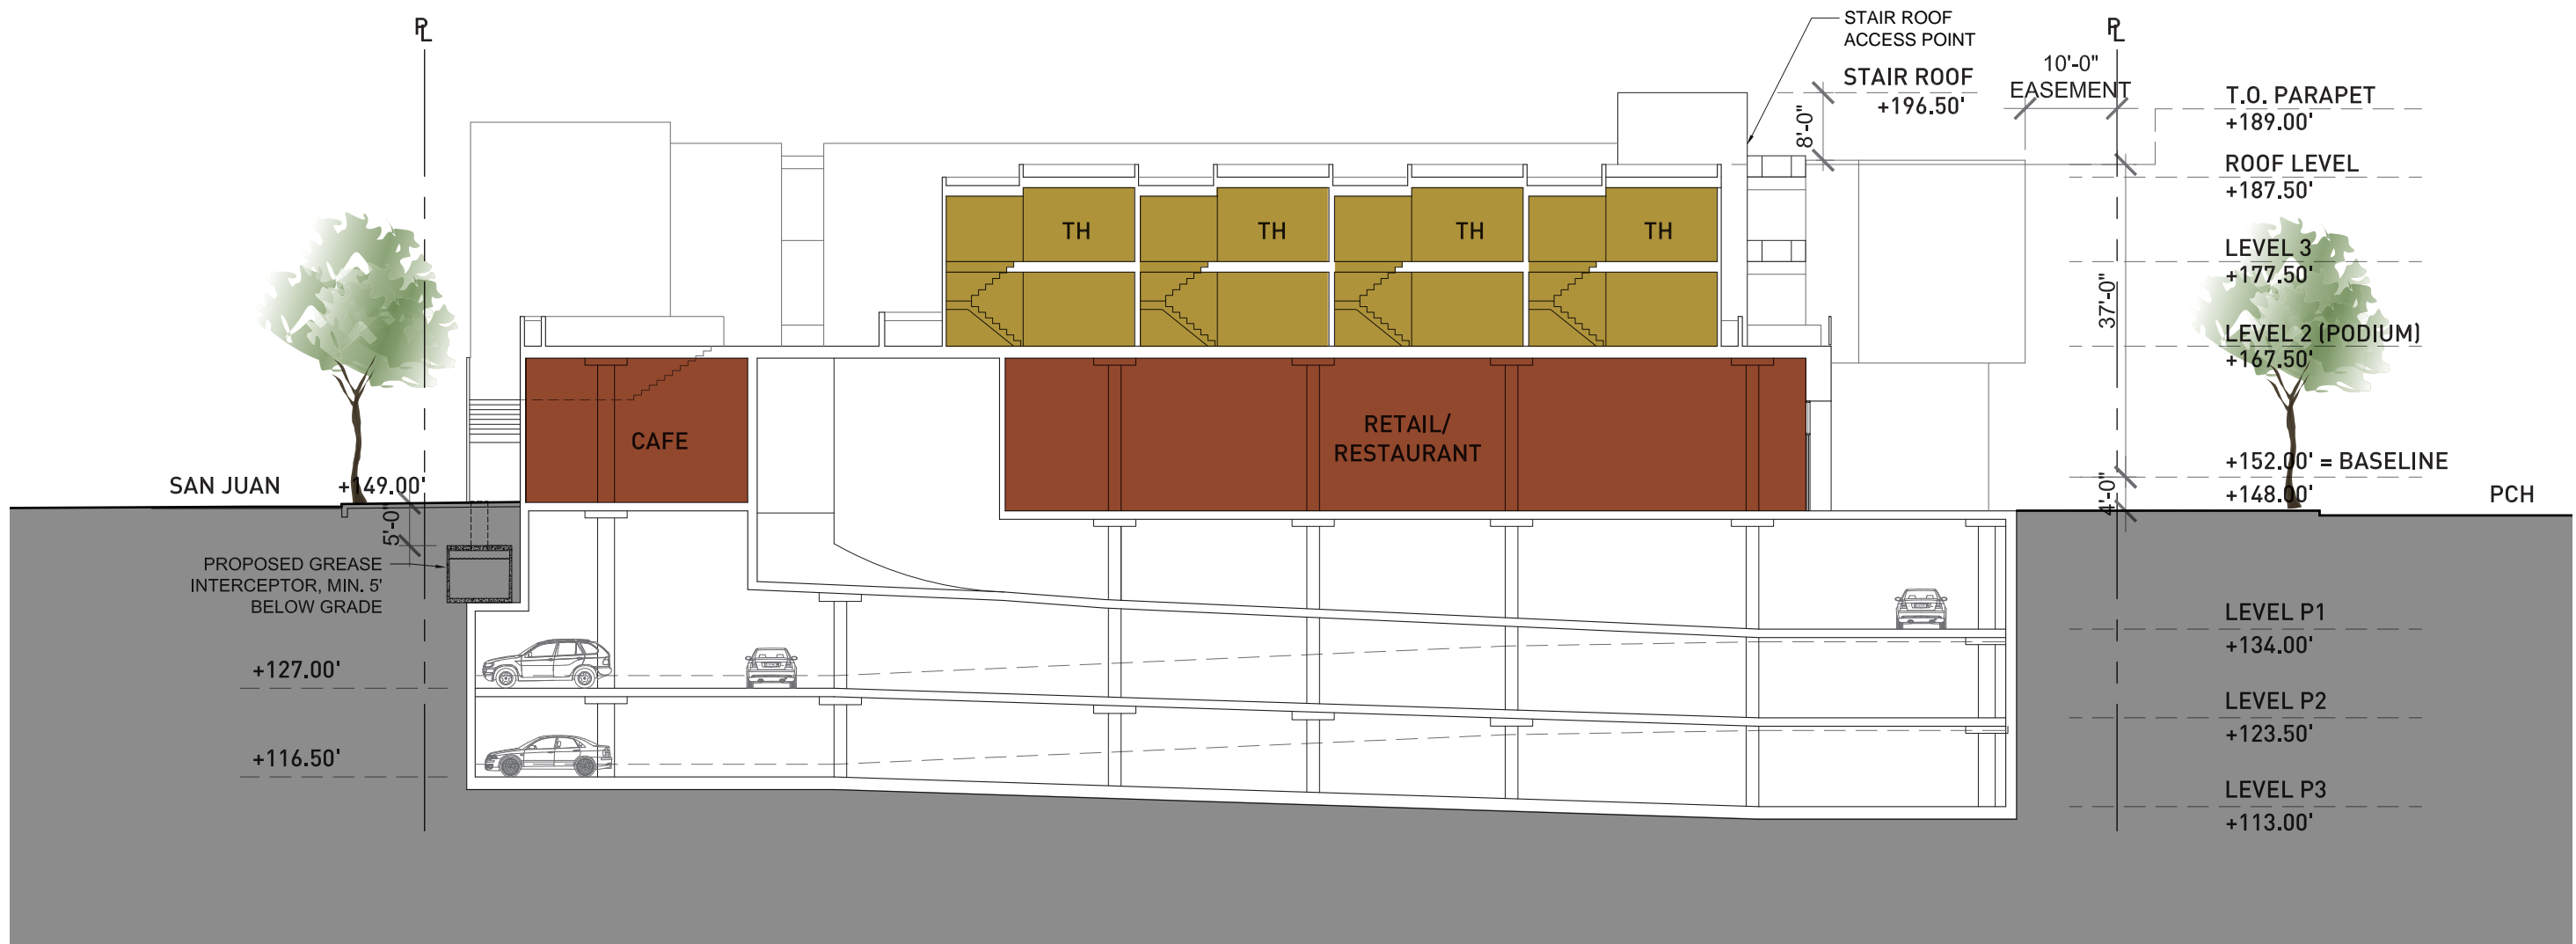 PL
PL
STAIR ROOF
ACCESS POINT
STAIR ROOF
+196.50'
8'-0"
10'-0"
EASEMENT
T.O. PARAPET
+189.00'
ROOF LEVEL
+187.50'
LEVEL 3
+177.50'
37'-0"
LEVEL 2 (PODIUM)
+167.50'
+152.00' = BASELINE
+148.00'
4'-0"
PCH
TH
TH
TH
TH
CAFE
RETAIL/
RESTAURANT
SAN JUAN
+149.00'
5'-0"
PROPOSED GREASE
INTERCEPTOR, MIN. 5'
BELOW GRADE
+127.00'
+116.50'
LEVEL P1
+134.00'
LEVEL P2
+123.50'
LEVEL P3
+113.00'